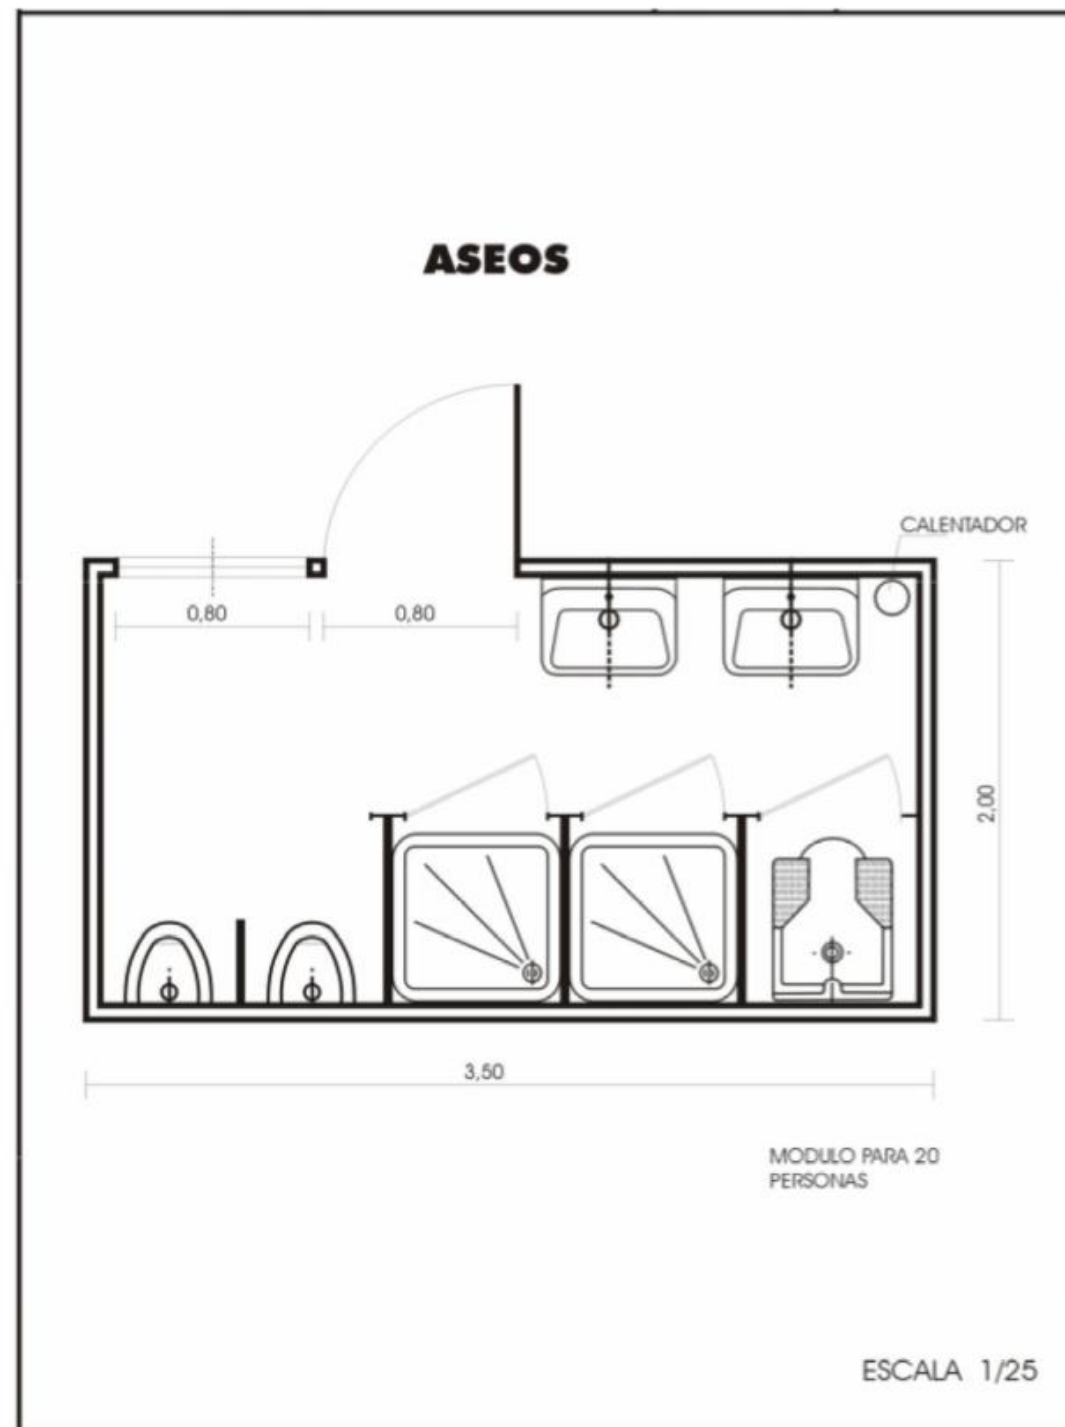 ASEOS
CALENTADOR
0,80
0,80
2,00
3,50
MODULO PARA 20
PERSONAS
ESCALA 1/25